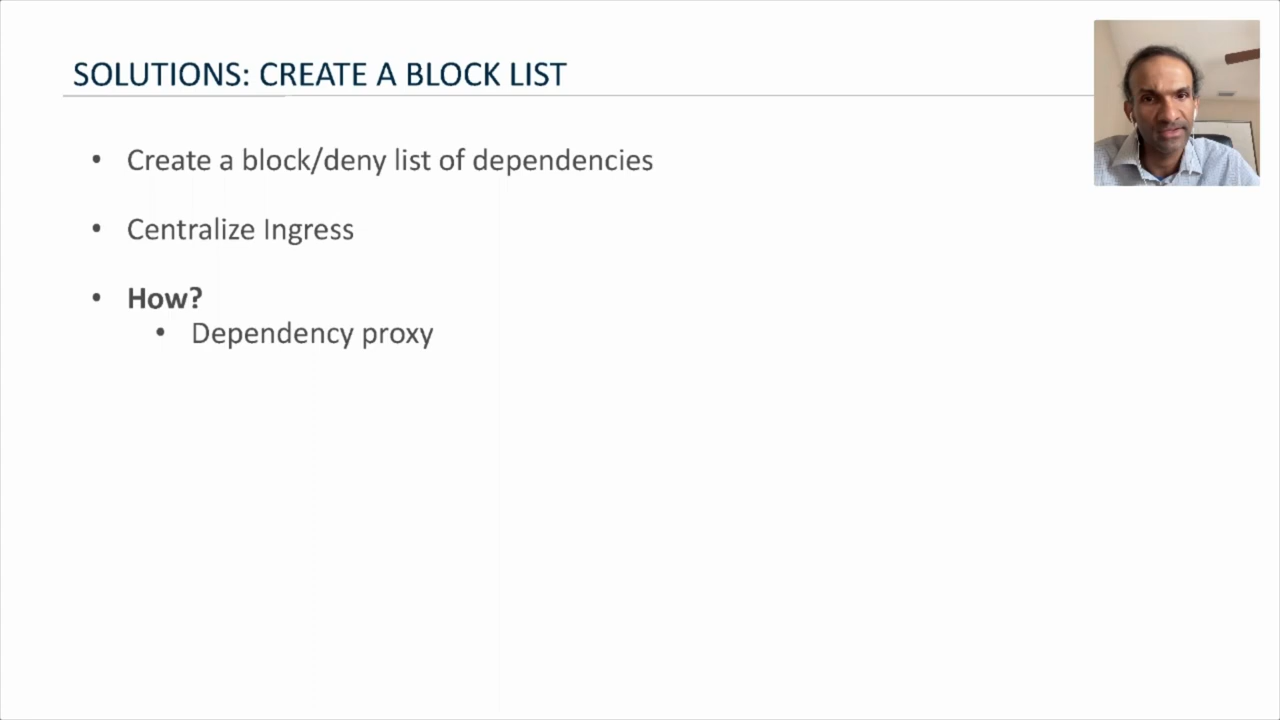 SOLUTIONS: CREATE A BLOCK LIST
• Create a block/deny list of dependencies
• Centralize Ingress
• How?
• Dependency proxy